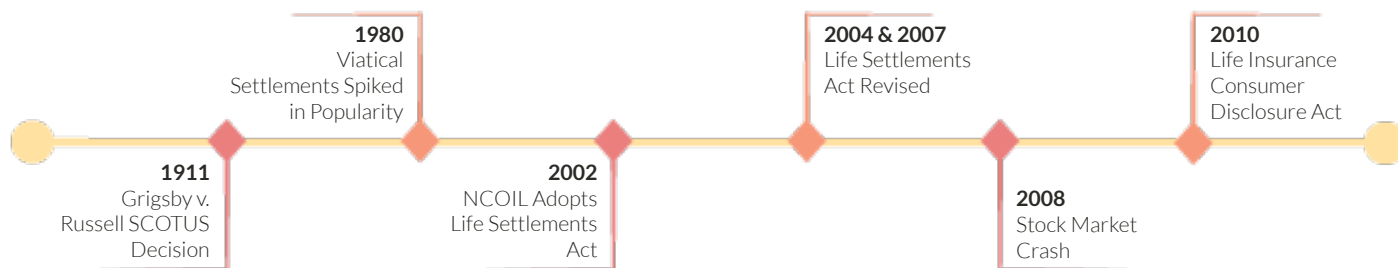 1911
Grigsby v.
Russell SCOTUS
Decision
1980
Viatical
Settlements Spiked
in Popularity
2002
NCOIL Adopts
Life Settlements
Act
2004 & 2007
Life Settlements
Act Revised
2008
Stock Market
Crash
2010
Life Insurance
Consumer
Disclosure Act